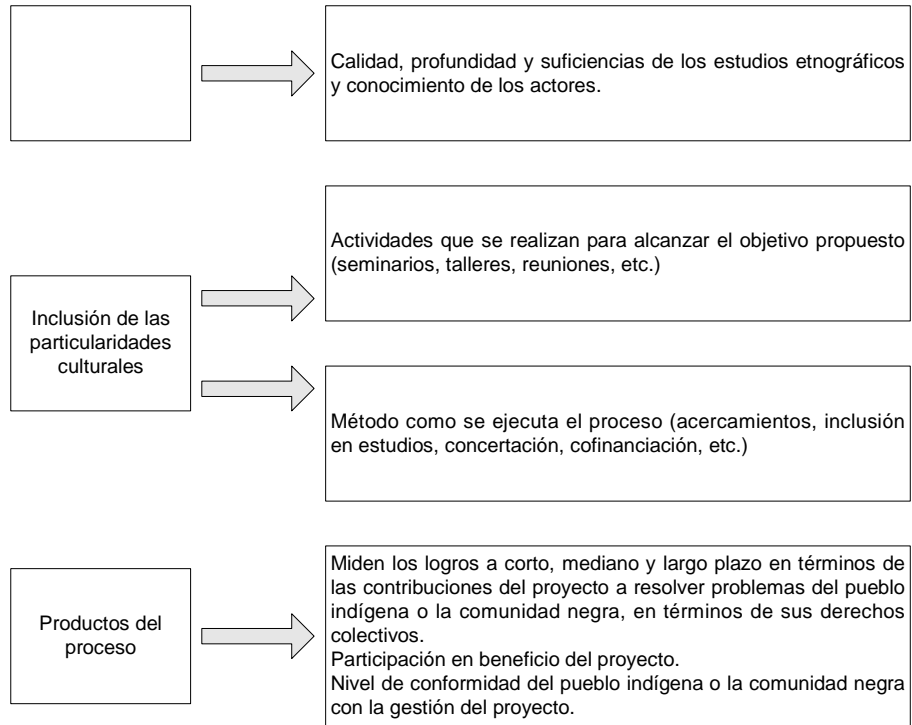 Calidad, profundidad y suficiencias de los estudios etnográficos
y conocimiento de los actores.
Inclusión de las
particularidades
culturales
Actividades que se realizan para alcanzar el objetivo propuesto
(seminarios, talleres, reuniones, etc.)
Método como se ejecuta el proceso (acercamientos, inclusión
en estudios, concertación, cofinanciación, etc.)
Productos del
proceso
Miden los logros a corto, mediano y largo plazo en términos de
las contribuciones del proyecto a resolver problemas del pueblo
indígena o la comunidad negra, en términos de sus derechos
colectivos.
Participación en beneficio del proyecto.
Nivel de conformidad del pueblo indígena o la comunidad negra
con la gestión del proyecto.